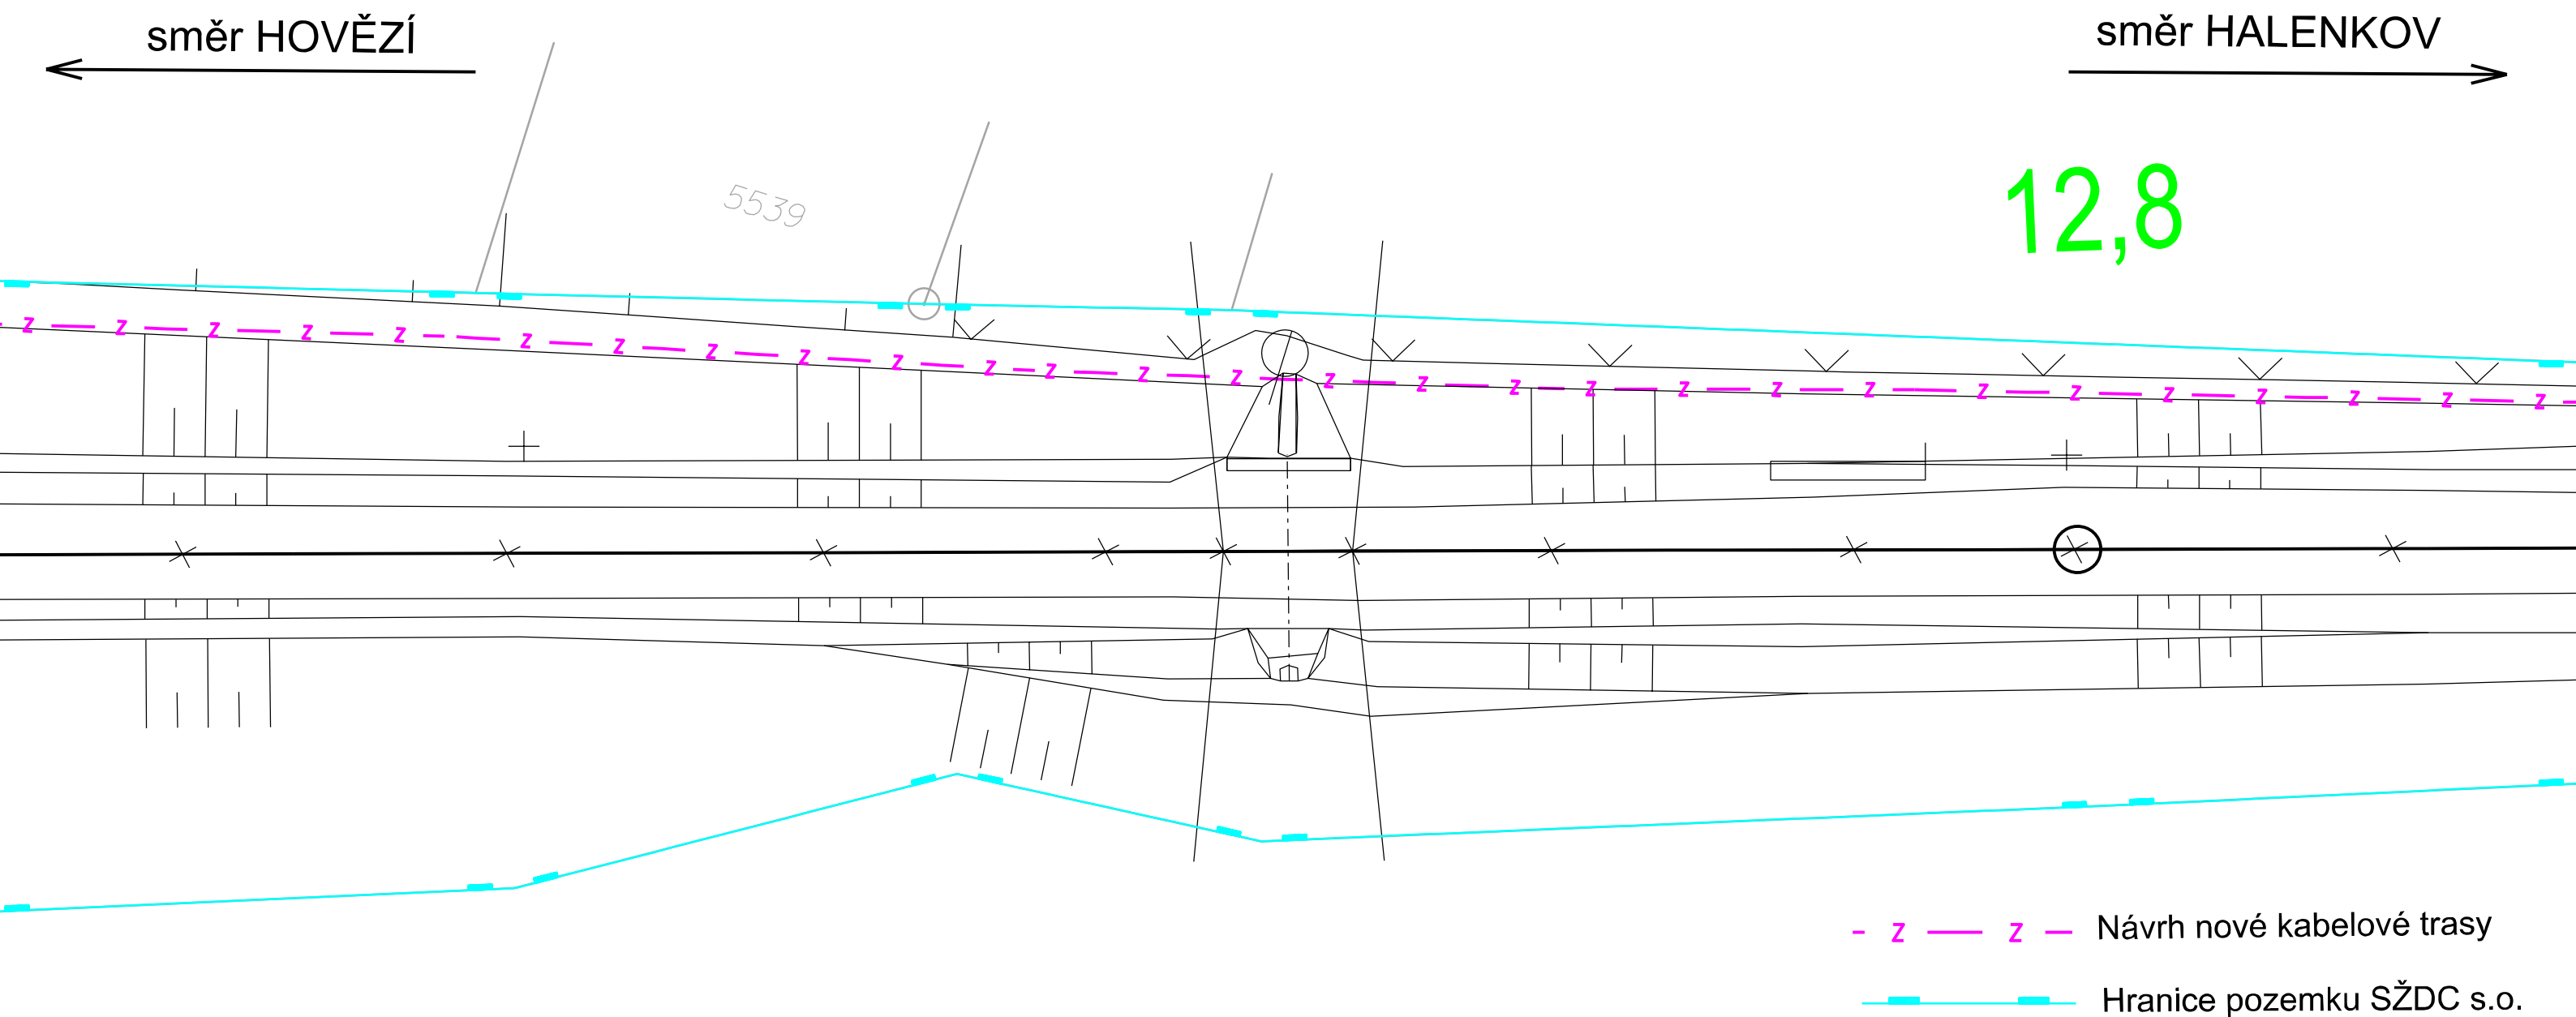 směr HOVĚZÍ
směr HALENKOV
5539
12,8
z z z z z z z z z z z z z z z z z z z z z z z z z z z
z z Návrh nové kabelové trasy
Hranice pozemku SŽDC s.o.